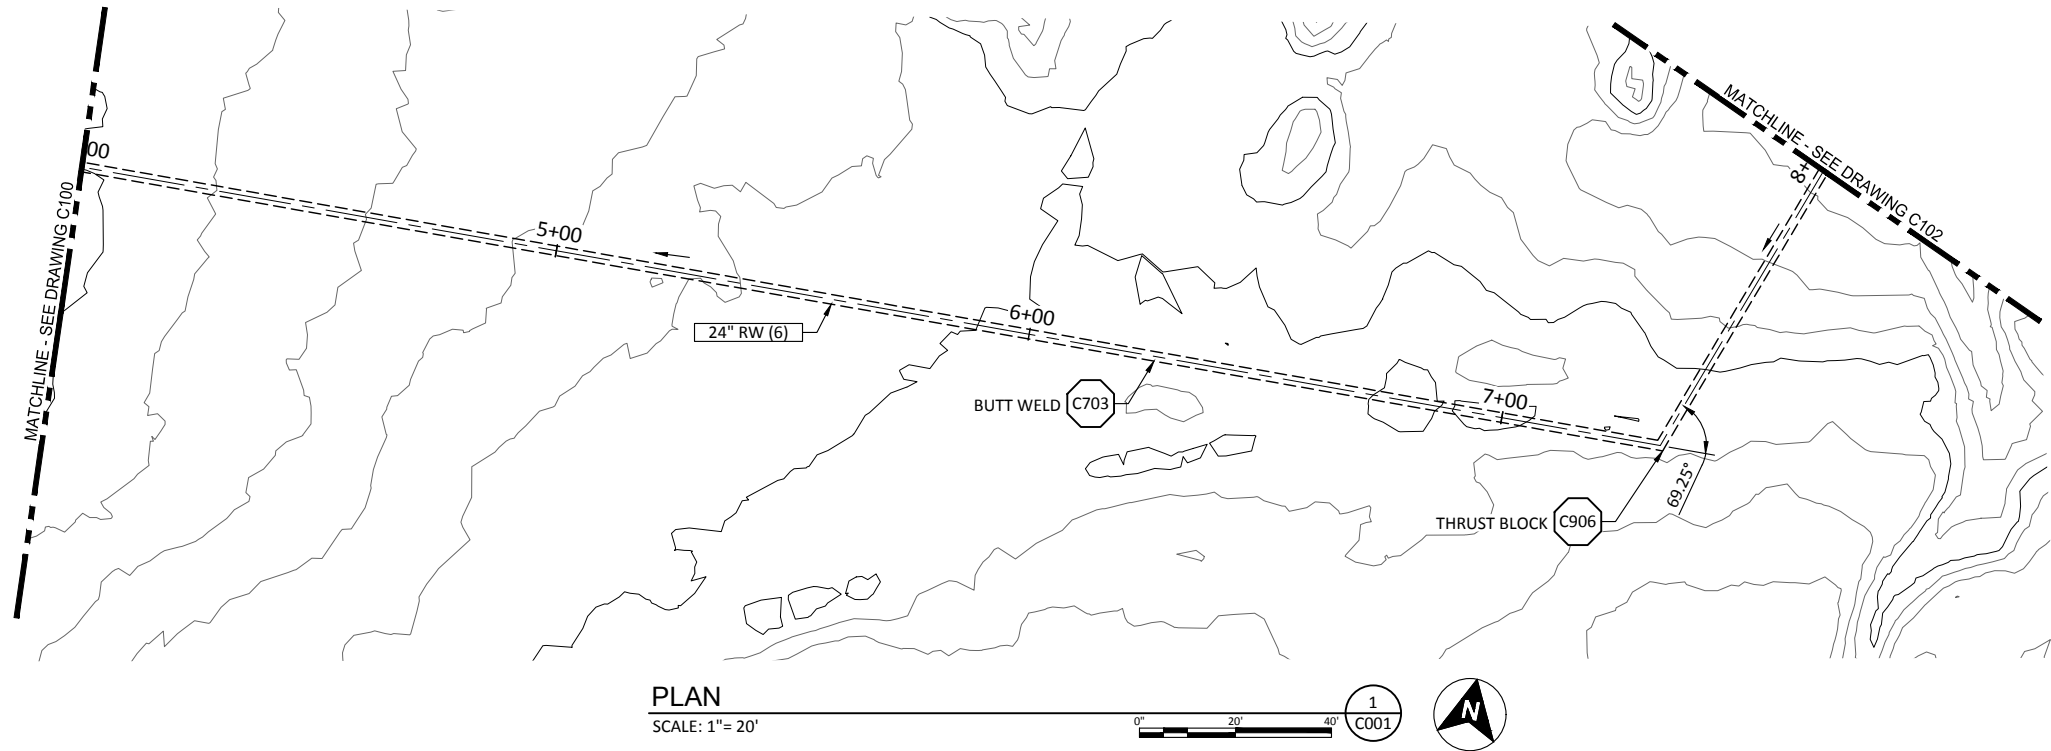 MATCHLINE - SEE DRAWING C102
8+
00
MATCHLINE - SEE DRAWING C100
5+00
24" RW (6)
6+00
BUTT WELD C703
7+00
69.25°
THRUST BLOCK C906
PLAN
SCALE: 1"= 20'
0" 20' 40'
1
C001
N